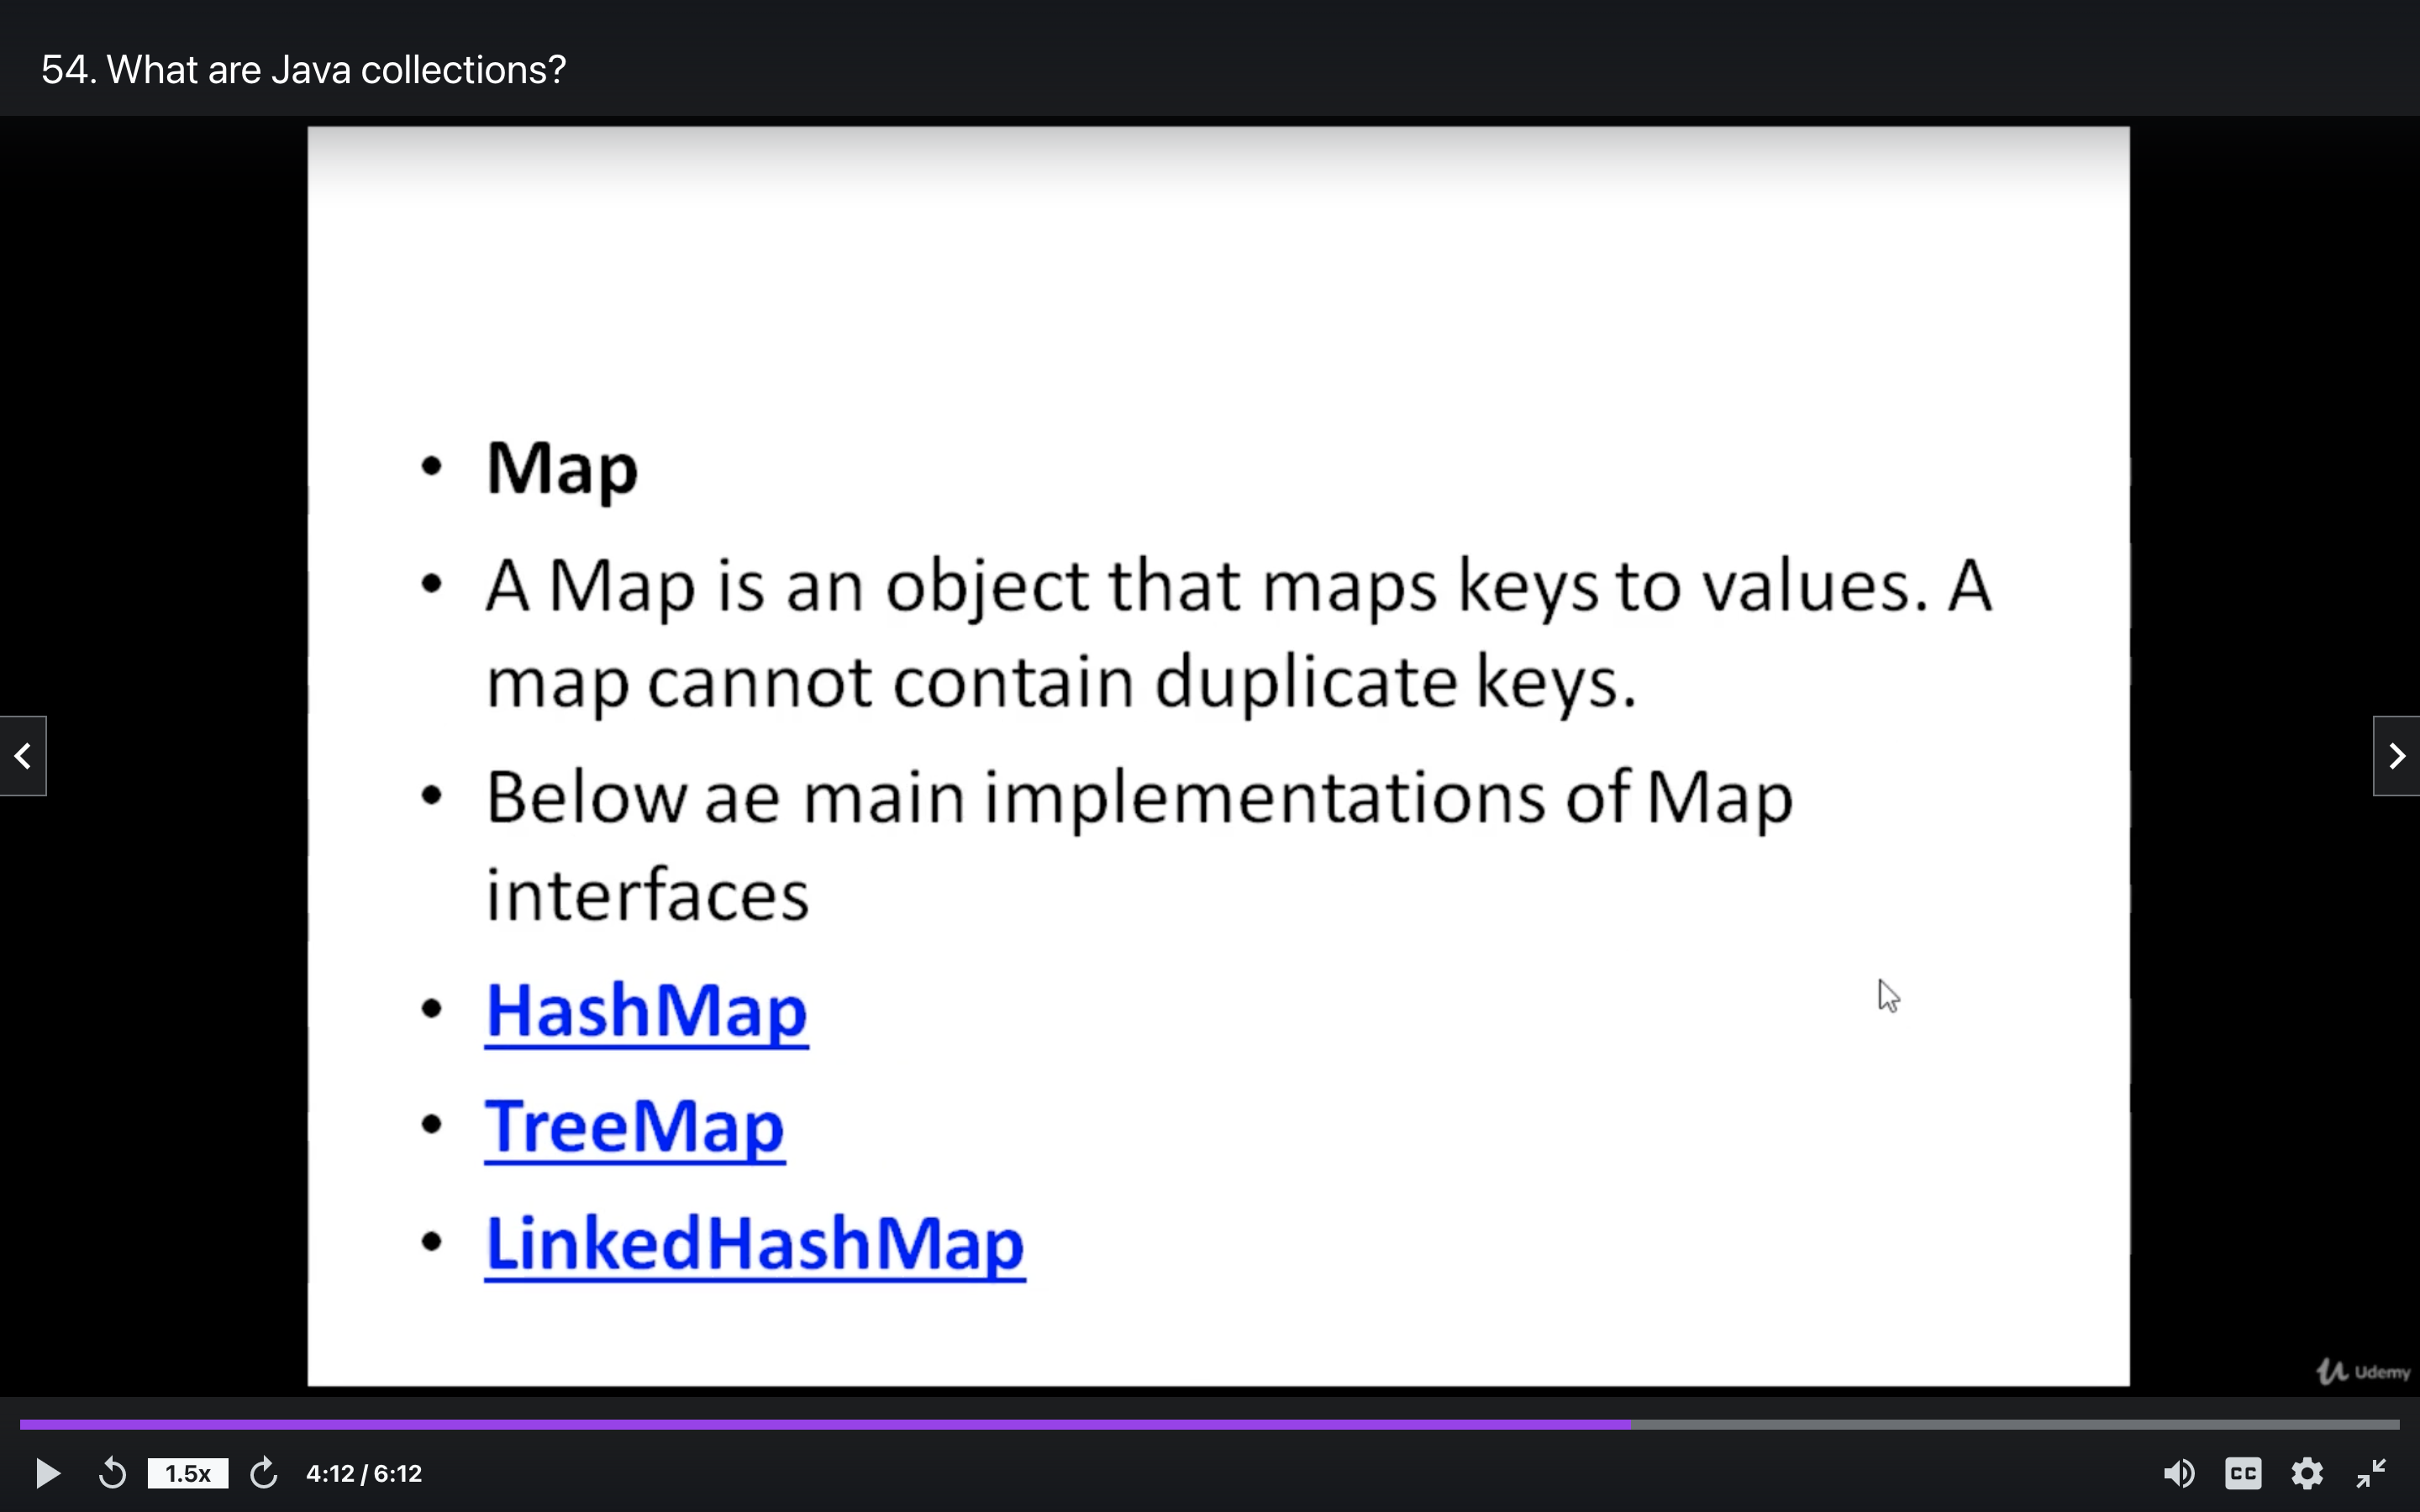 54. What are Java collections?
• Map
• A Map is an object that maps keys to values. A
map cannot contain duplicate keys.
• Below ae main implementations of Map
interfaces
• HashMap
• TreeMap
• LinkedHashMap
Udemy
1.5x
4:12 / 6:12
CC